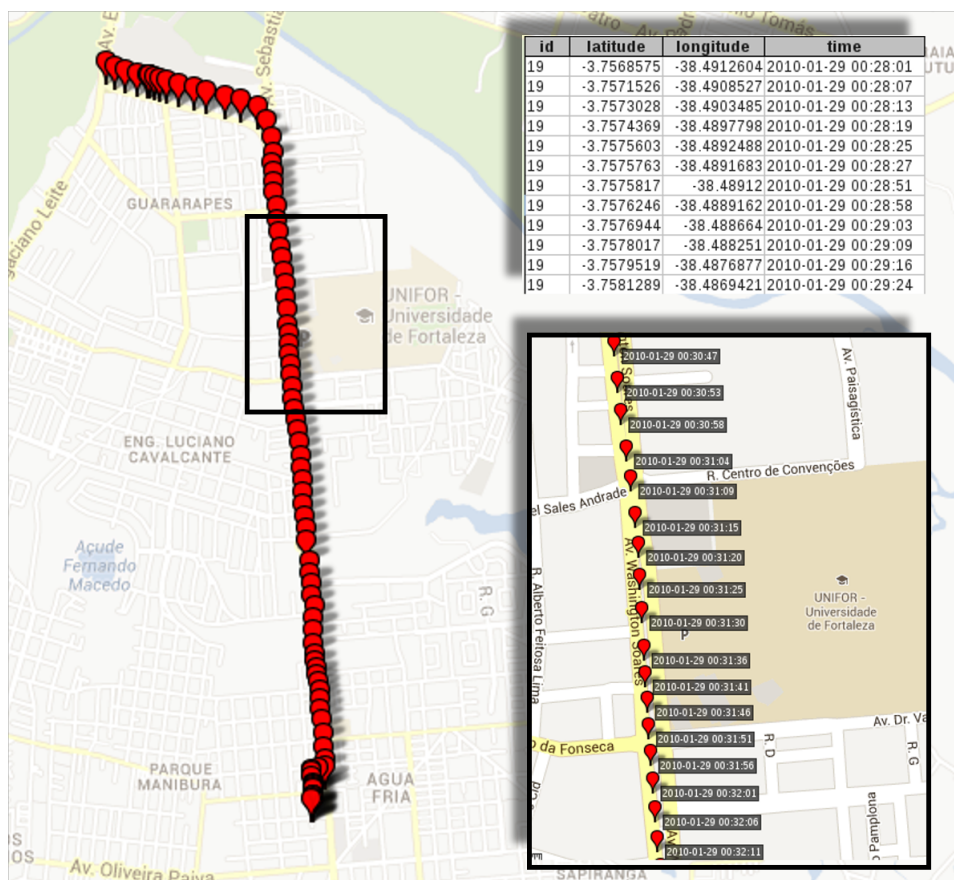 Av. E
Av. Sebasti
Tomás
id latitude longitude time
19 -3.7568575 -38.4912604 2010-01-29 00:28:01
19 -3.7571526 -38.4908527 2010-01-29 00:28:07
19 -3.7573028 -38.4903485 2010-01-29 00:28:13
19 -3.7574369 -38.4897798 2010-01-29 00:28:19
19 -3.7575603 -38.4892488 2010-01-29 00:28:25
19 -3.7575763 -38.4891683 2010-01-29 00:28:27
19 -3.7575817 -38.48912 2010-01-29 00:28:51
19 -3.7576246 -38.4889162 2010-01-29 00:28:58
19 -3.7576944 -38.488664 2010-01-29 00:29:03
19 -3.7578017 -38.488251 2010-01-29 00:29:09
19 -3.7579519 -38.4876877 2010-01-29 00:29:16
19 -3.7581289 -38.4869421 2010-01-29 00:29:24
gaciano Leite
GUARARAPES
UNIFOR -
Universidade
de Fortaleza
ENG. LUCIANO
CAVALCANTE
Açude
Fernando
Macedo
R. G
PARQUE
MANIBURA
AGUA
FRIA
Av. Oliveira Paiva
SAPIRANGA
2010-01-29 00:30:47
2010-01-29 00:30:53
2010-01-29 00:30:58
2010-01-29 00:31:04
2010-01-29 00:31:09
2010-01-29 00:31:15
2010-01-29 00:31:20
2010-01-29 00:31:25
2010-01-29 00:31:30
2010-01-29 00:31:36
2010-01-29 00:31:41
2010-01-29 00:31:46
2010-01-29 00:31:51
2010-01-29 00:31:56
2010-01-29 00:32:01
2010-01-29 00:32:06
2010-01-29 00:32:11
Av. Paisagística
R. Centro de Convenções
el Sales Andrade
Av. Washington Soares
R. Alberto Feitosa Lima
UNIFOR -
Universidade
de Fortaleza
P
Av. Dr. Va
o da Fonseca
R. D
R. G
o Pamplona
Av